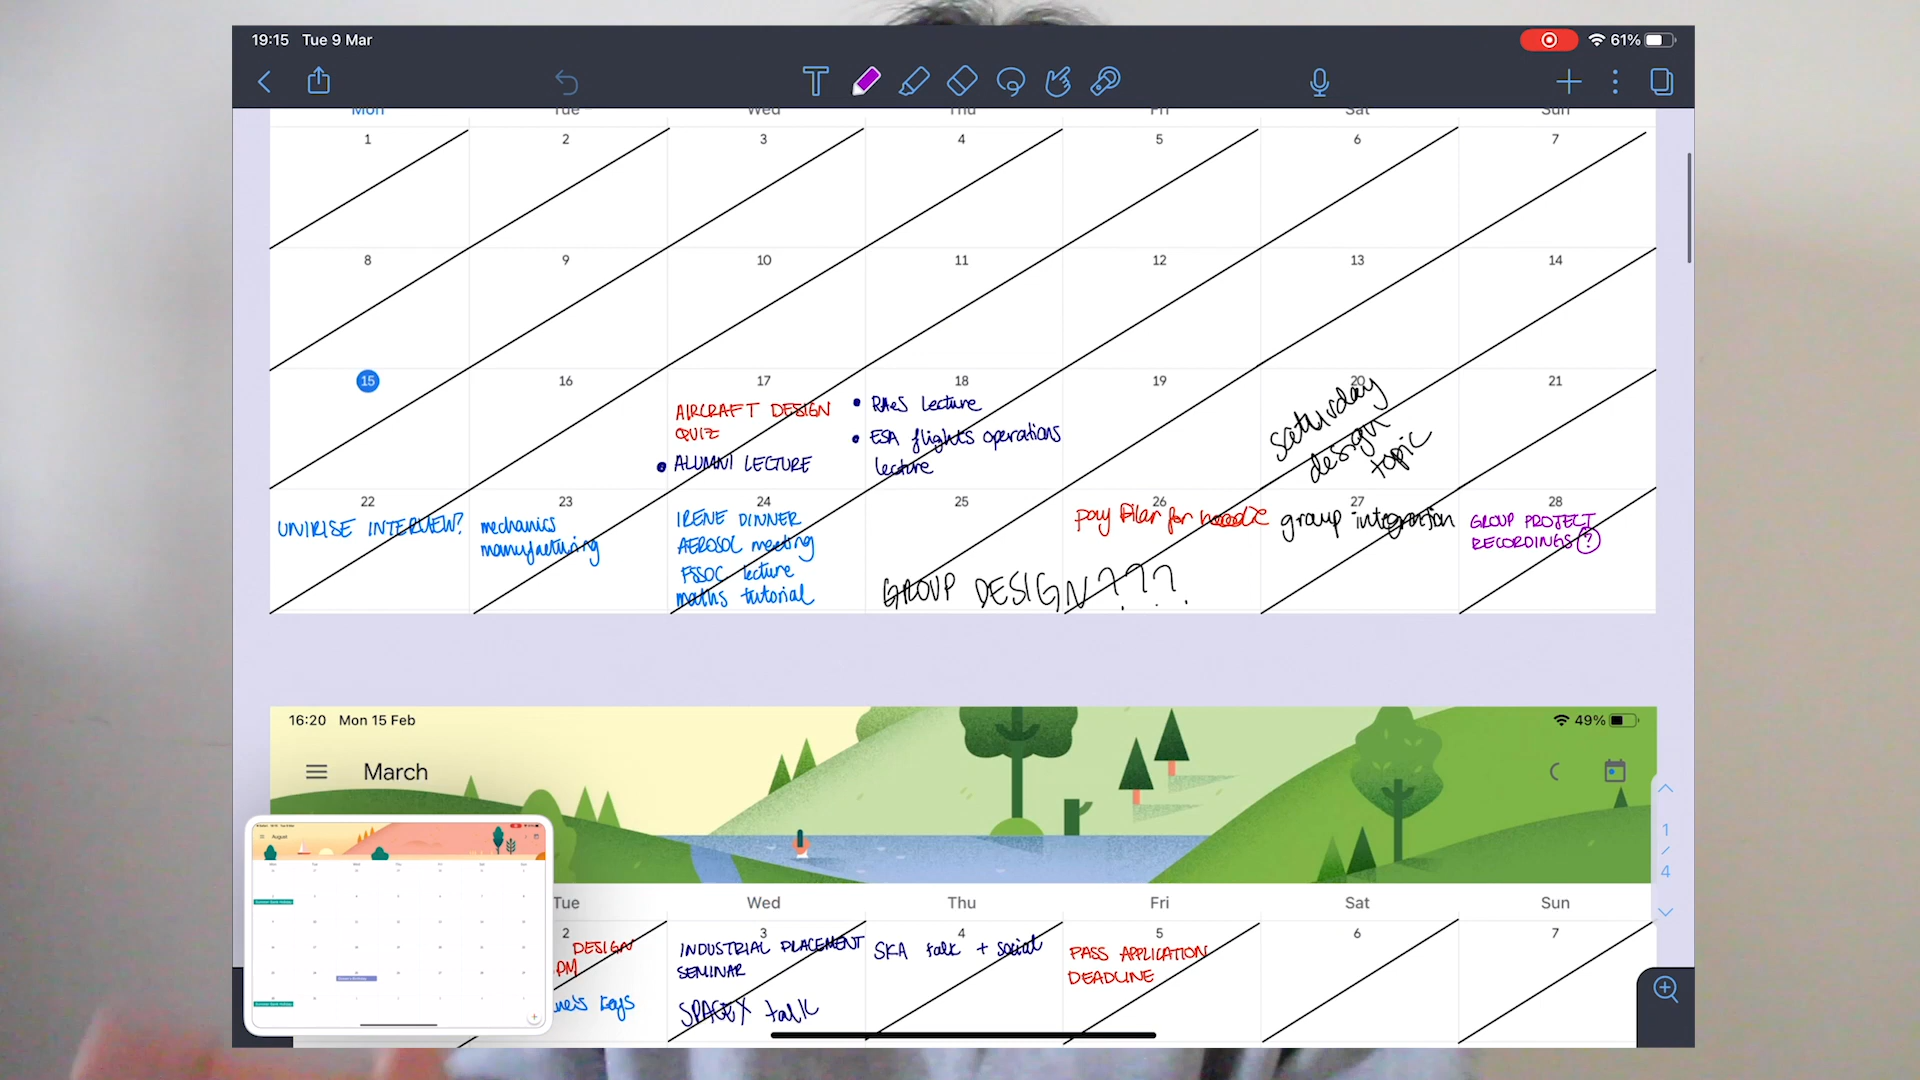 19:15 Tue 9 Mar
61%
Mon Tue Wed Thu Fri Sat Sun
1 2 3 4 5 6 7
8 9 10 11 12 13 14
15 16 17 18 19 20 21
AIRCRAFT DESIGN
QUIZ
• ALUMNI LECTURE
• RAeS lecture
• ESA flights operations
lecture
saturday
design
topic
22 23 24 25 26 27 28
UNIRISE INTERVIEW?
mechanics
manufacturing
IRENE DINNER
AEROSOC meeting
FSSOC lecture
maths tutorial
GROUP DESIGN???
pay Pilar for
group integration
GROUP PROJECT
RECORDINGS ?
16:20 Mon 15 Feb
49%
March
1
/
4
August
Tue Wed Thu Fri Sat Sun
2 3 4 5 6 7
DESIGN
PM
keys
INDUSTRIAL PLACEMENT
SEMINAR
SPACEX talk
SKA talk + social
PASS APPLICATION
DEADLINE